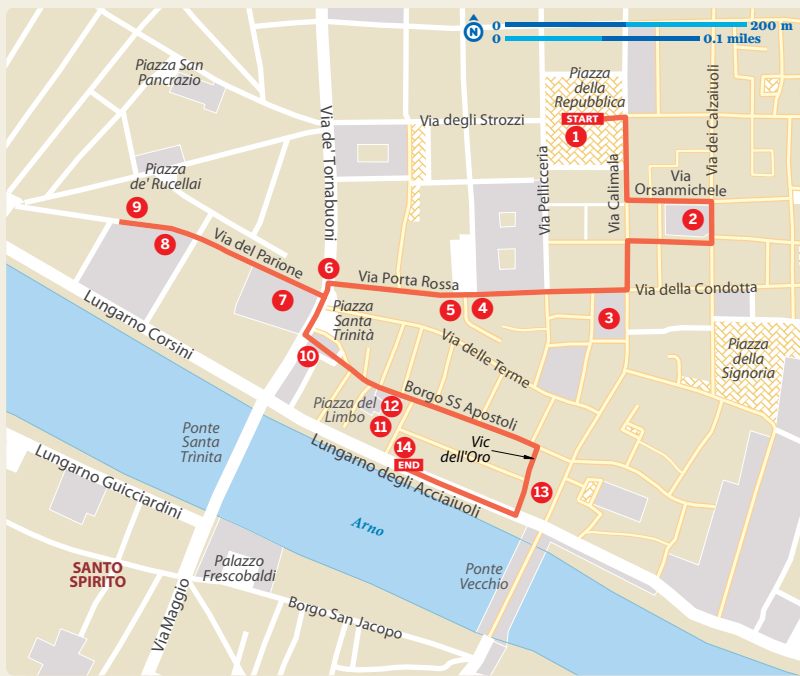 N
0
200 m
0
0.1 miles
Piazza San
Pancrazio
Piazza
della
Repubblica
START
1
Via degli Strozzi
Via de' Tornabuoni
Via Pellicceria
Via Calimala
Via dei Calzaiuoli
Via
Orsanmichele
2
Piazza
de' Rucellai
9
8
Via del Parione
7
6
Via Porta Rossa
5
4
Via della Condotta
3
Piazza
Santa
Trinità
Via delle Terme
Piazza
della
Signoria
10
Lungarno Corsini
Borgo SS Apostoli
Piazza del
Limbo
12
11
14
END
Vic
dell'Oro
13
Lungarno degli Acciaiuoli
Ponte
Santa
Trìnita
Lungarno Guicciardini
Arno
Ponte
Vecchio
SANTO
SPIRITO
Palazzo
Frescobaldi
Via Maggio
Borgo San Jacopo